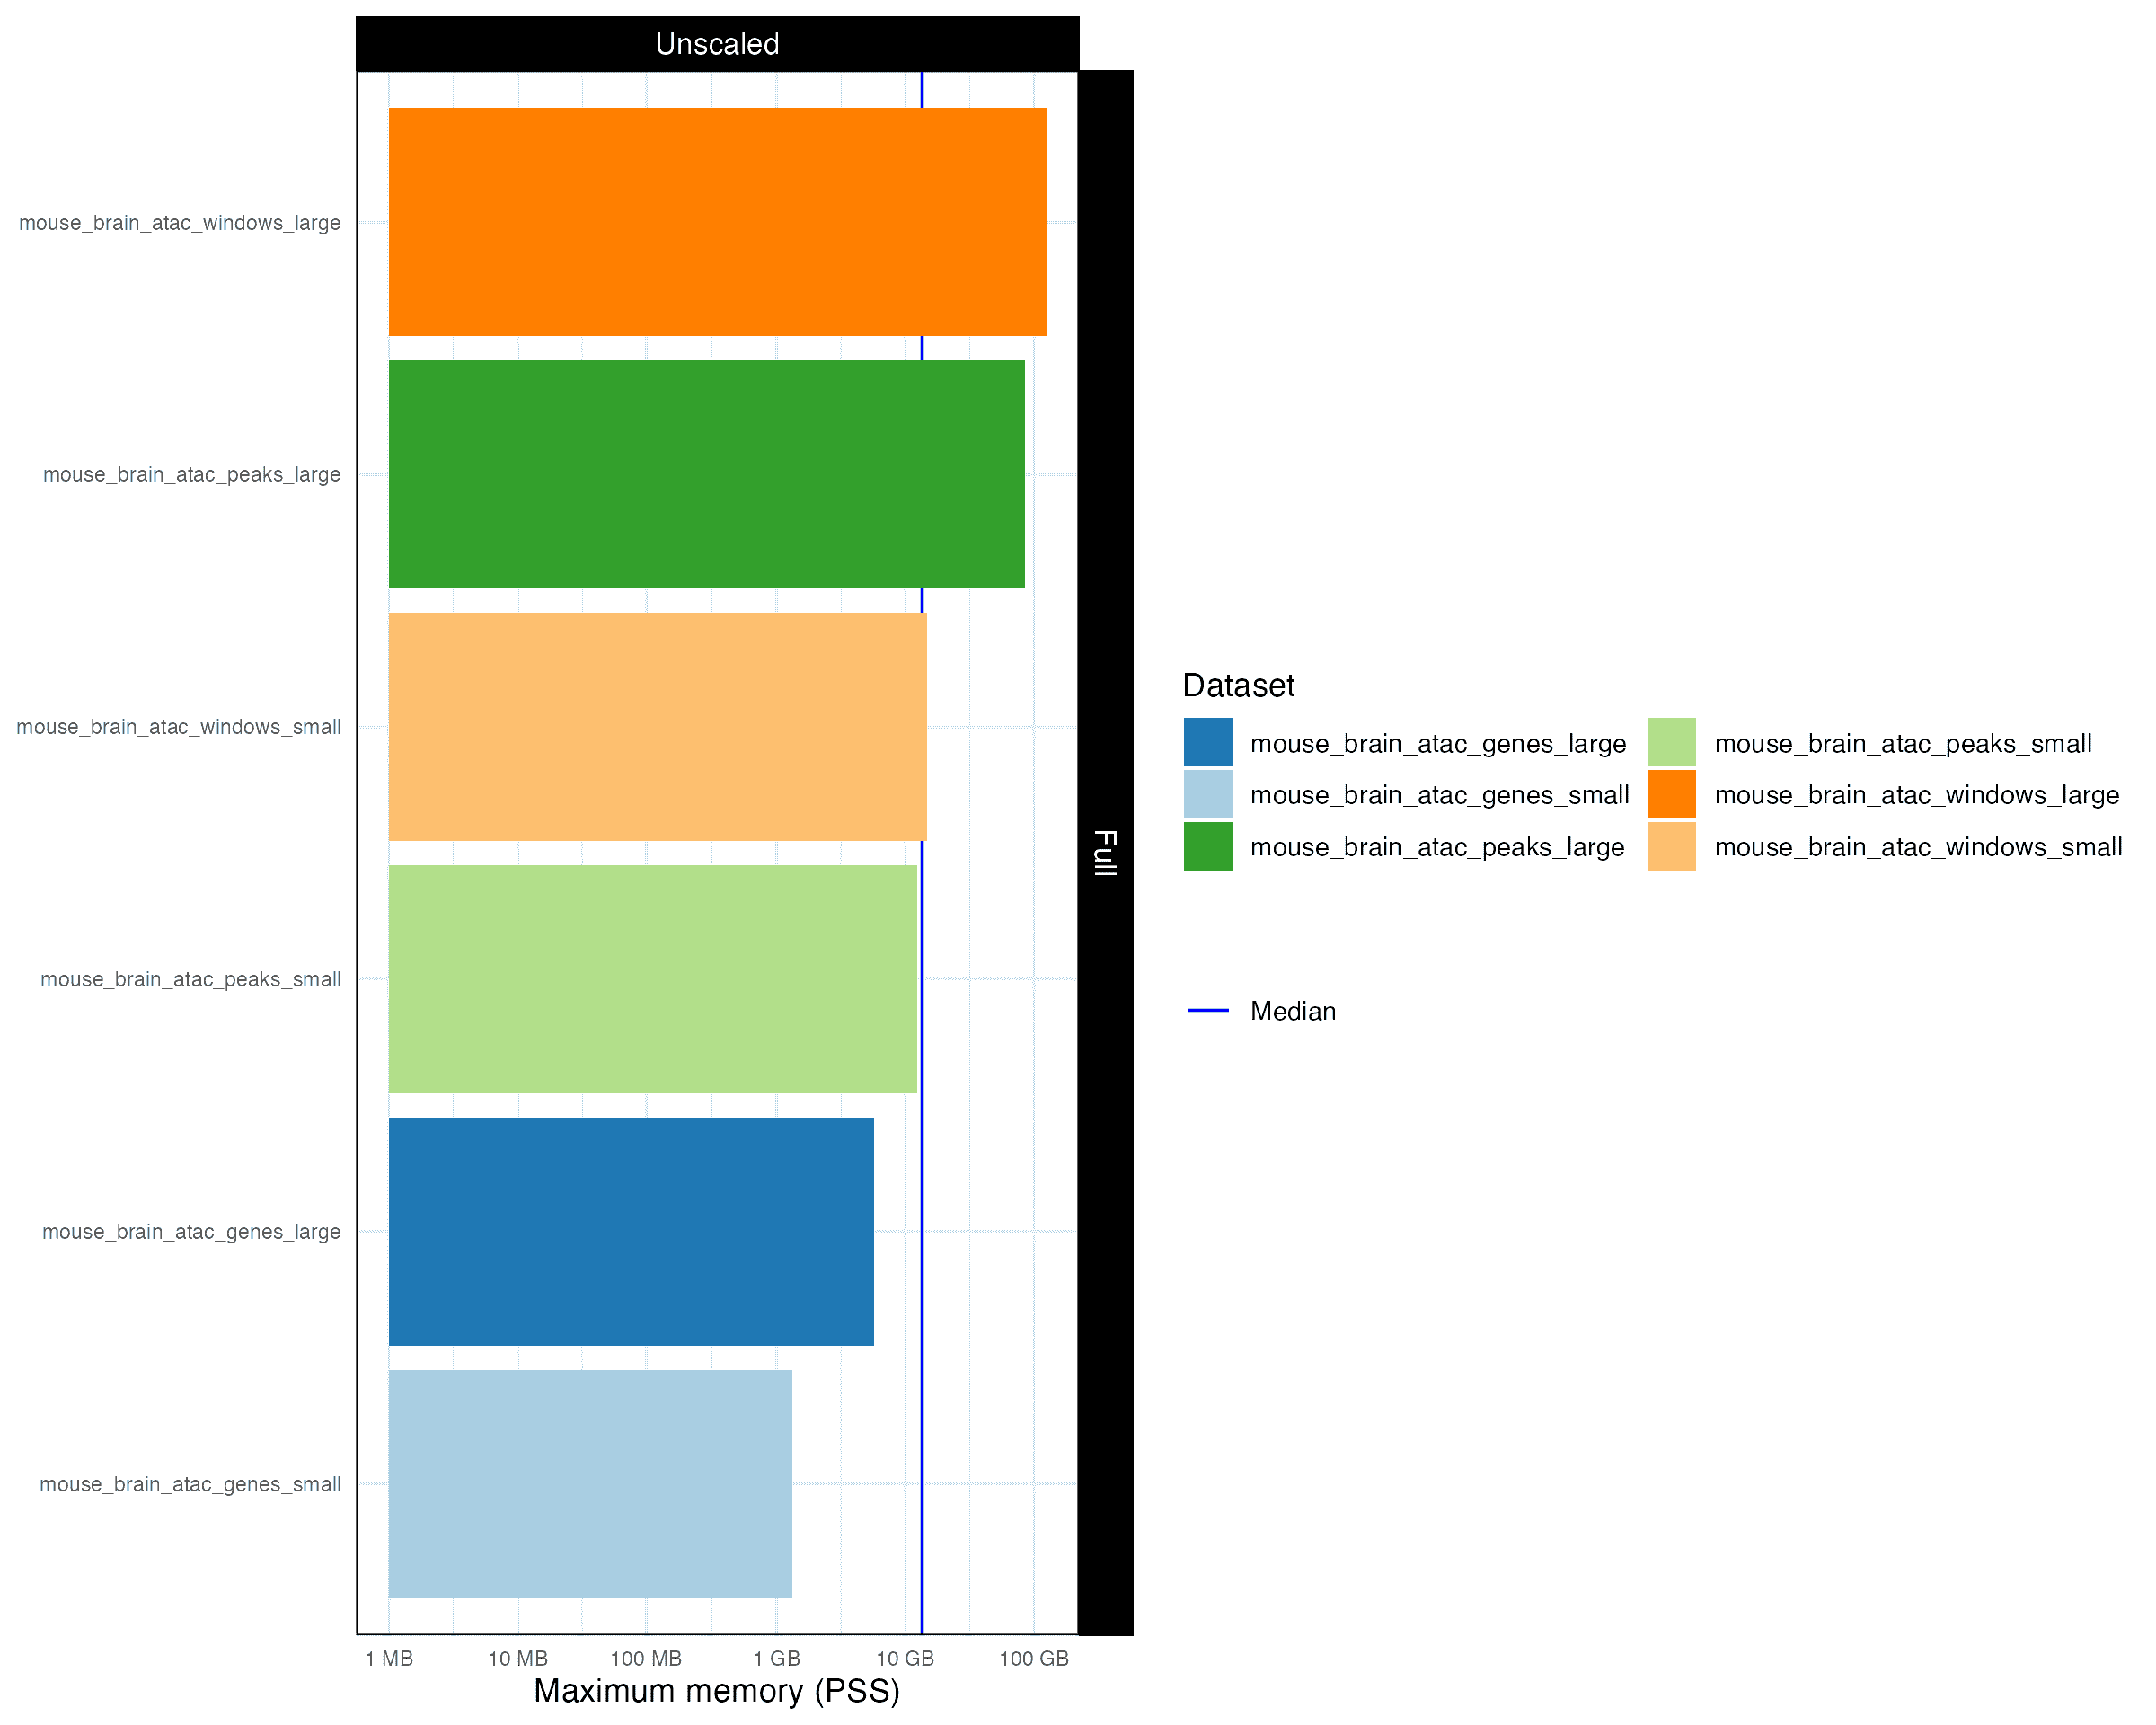 Unscaled
mouse_brain_atac_windows_large
mouse_brain_atac_peaks_large
mouse_brain_atac_windows_small
mouse_brain_atac_peaks_small
mouse_brain_atac_genes_large
mouse_brain_atac_genes_small
1 MB 10 MB 100 MB 1 GB 10 GB 100 GB
Maximum memory (PSS)
Full
Dataset
mouse_brain_atac_genes_large
mouse_brain_atac_genes_small
mouse_brain_atac_peaks_large
mouse_brain_atac_peaks_small
mouse_brain_atac_windows_large
mouse_brain_atac_windows_small
Median